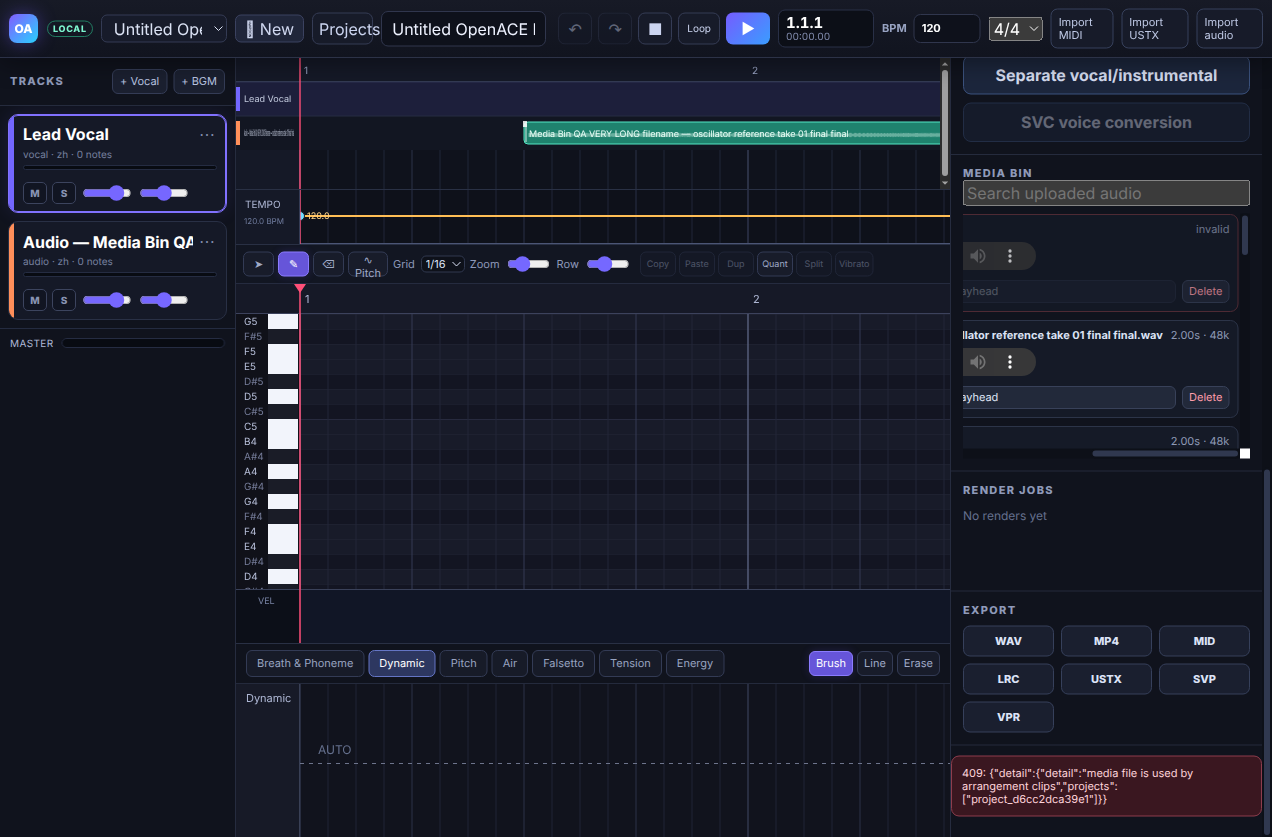 OA
LOCAL
Untitled Ope
New
Projects
Untitled OpenACE I
Loop
1.1.1
00:00.00
BPM
120
4/4
Import MIDI
Import USTX
Import audio
TRACKS
+ Vocal
+ BGM
Lead Vocal
vocal · zh · 0 notes
M
S
Audio — Media Bin QA
audio · zh · 0 notes
M
S
MASTER
1
2
Lead Vocal
Media Bin QA VERY LONG filename — oscillator reference take 01 final final
TEMPO
120.0 BPM
120.0
Pitch
Grid
1/16
Zoom
Row
Copy
Paste
Dup
Quant
Split
Vibrato
1
2
G5
F#5
F5
E5
D#5
D5
C#5
C5
B4
A#4
A4
G#4
G4
F#4
F4
E4
D#4
D4
VEL
Breath & Phoneme
Dynamic
Pitch
Air
Falsetto
Tension
Energy
Brush
Line
Erase
Dynamic
AUTO
Separate vocal/instrumental
SVC voice conversion
MEDIA BIN
Search uploaded audio
invalid
ayhead
Delete
llator reference take 01 final final.wav
2.00s · 48k
ayhead
Delete
2.00s · 48k
RENDER JOBS
No renders yet
EXPORT
WAV
MP4
MID
LRC
USTX
SVP
VPR
409: {"detail":{"detail":"media file is used by
arrangement clips","projects":
["project_d6cc2dca39e1"]}}